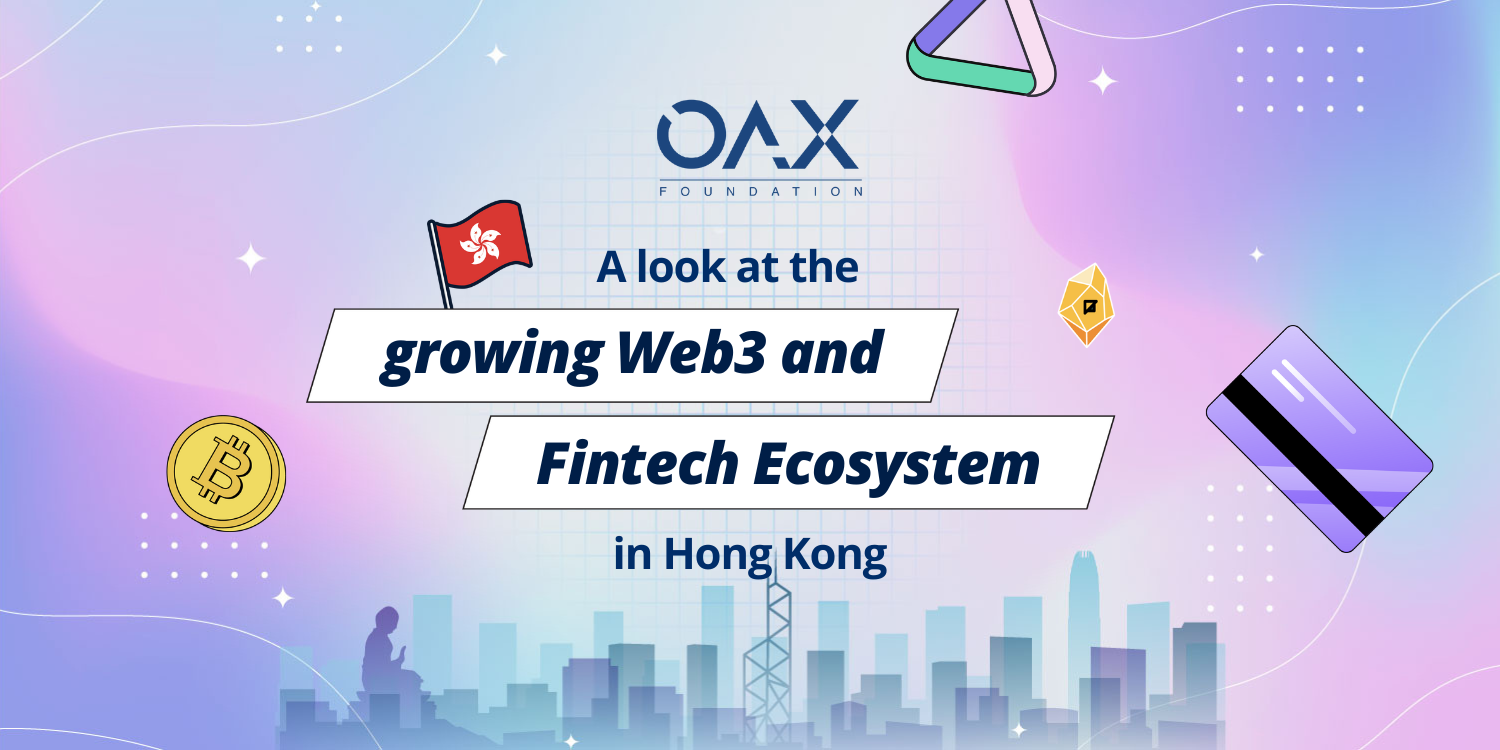 OAX
FOUNDATION
A look at the
growing Web3 and
Fintech Ecosystem
in Hong Kong